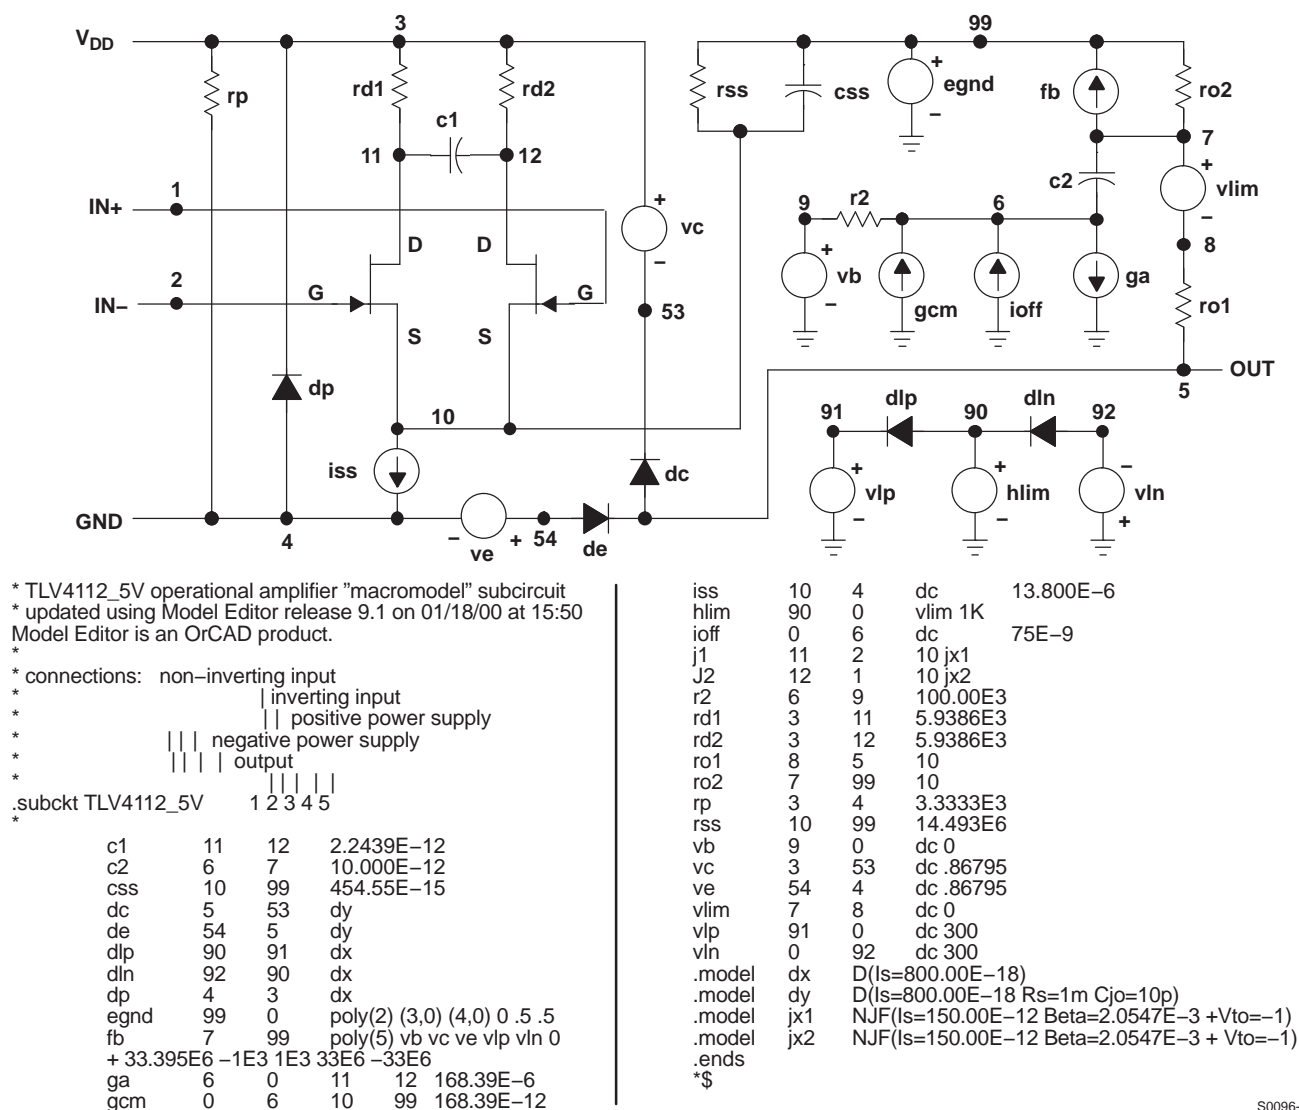 3
99
VDD
rp
rd1
rd2
c1
11
12
rss
css
egnd
+
−
fb
ro2
7
c2
vlim
+
−
1
IN+
2
IN−
D
D
G
G
S
S
+
vc
−
53
9
r2
6
+
vb
−
gcm
ioff
ga
8
ro1
OUT
5
dp
10
iss
dc
GND
4
−
ve
+
54
de
91
dlp
90
dln
92
+
vlp
−
+
hlim
−
−
vln
+
* TLV4112_5V operational amplifier ”macromodel” subcircuit
* updated using Model Editor release 9.1 on 01/18/00 at 15:50
Model Editor is an OrCAD product.
*
* connections: non−inverting input
* | inverting input
* | | positive power supply
* | | | negative power supply
* | | | | output
* | | | | |
.subckt TLV4112_5V 1 2 3 4 5
*
c1 11 12 2.2439E−12
c2 6 7 10.000E−12
css 10 99 454.55E−15
dc 5 53 dy
de 54 5 dy
dlp 90 91 dx
dln 92 90 dx
dp 4 3 dx
egnd 99 0 poly(2) (3,0) (4,0) 0 .5 .5
fb 7 99 poly(5) vb vc ve vlp vln 0
+ 33.395E6 −1E3 1E3 33E6 −33E6
ga 6 0 11 12 168.39E−6
gcm 0 6 10 99 168.39E−12
iss 10 4 dc 13.800E−6
hlim 90 0 vlim 1K
ioff 0 6 dc 75E−9
j1 11 2 10 jx1
J2 12 1 10 jx2
r2 6 9 100.00E3
rd1 3 11 5.9386E3
rd2 3 12 5.9386E3
ro1 8 5 10
ro2 7 99 10
rp 3 4 3.3333E3
rss 10 99 14.493E6
vb 9 0 dc 0
vc 3 53 dc .86795
ve 54 4 dc .86795
vlim 7 8 dc 0
vlp 91 0 dc 300
vln 0 92 dc 300
.model dx D(Is=800.00E−18)
.model dy D(Is=800.00E−18 Rs=1m Cjo=10p)
.model jx1 NJF(Is=150.00E−12 Beta=2.0547E−3 +Vto=−1)
.model jx2 NJF(Is=150.00E−12 Beta=2.0547E−3 + Vto=−1)
.ends
*$
S0096-